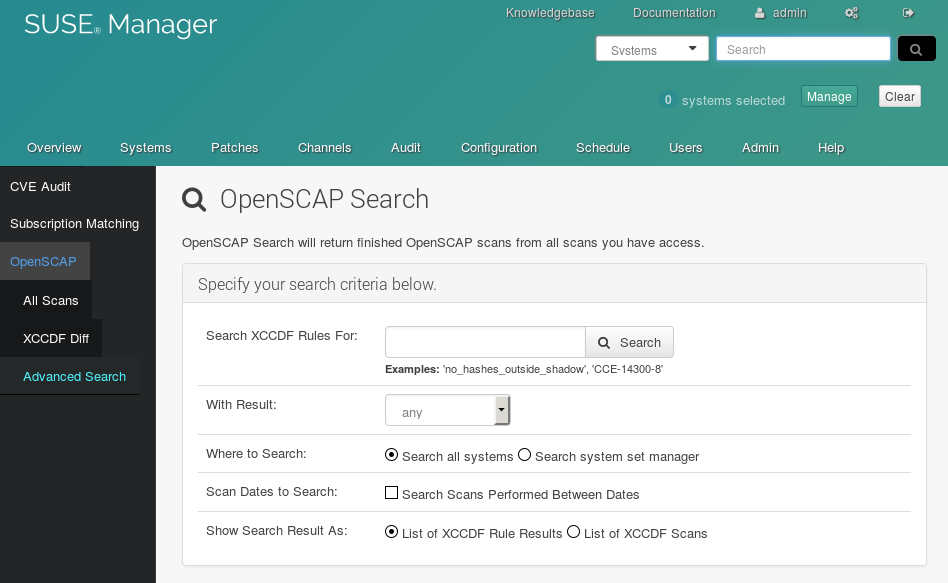 SUSE® Manager
Knowledgebase Documentation admin
Systems Search
0 systems selected Manage Clear
Overview Systems Patches Channels Audit Configuration Schedule Users Admin Help
CVE Audit
Subscription Matching
OpenSCAP
All Scans
XCCDF Diff
Advanced Search
OpenSCAP Search
OpenSCAP Search will return finished OpenSCAP scans from all scans you have access.
Specify your search criteria below.
Search XCCDF Rules For: Search
Examples: 'no_hashes_outside_shadow', 'CCE-14300-8'
With Result: any
Where to Search: Search all systems Search system set manager
Scan Dates to Search: Search Scans Performed Between Dates
Show Search Result As: List of XCCDF Rule Results List of XCCDF Scans